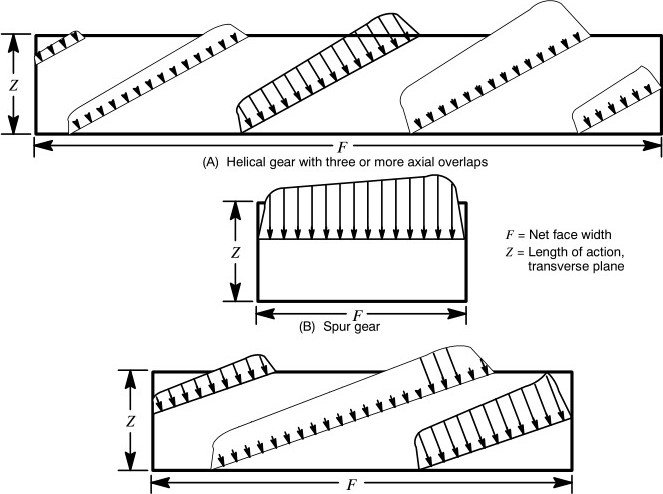 Z
F
(A) Helical gear with three or more axial overlaps
Z
F = Net face width
Z = Length of action,
transverse plane
F
(B) Spur gear
Z
F